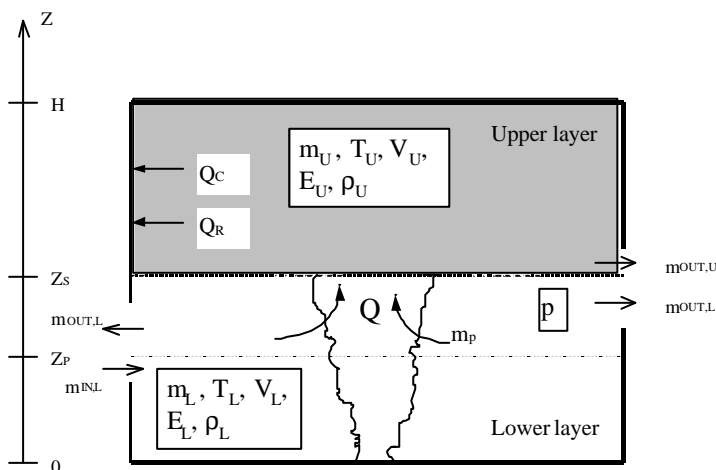 Z
H
Upper layer
m_U, T_U, V_U,
E_U, ρ_U
Q_C
Q_R
m_OUT,U
Z_S
m_OUT,L
Q
p
m_OUT,L
m_p
Z_P
m_IN,L
m_L, T_L, V_L,
E_L, ρ_L
Lower layer
0